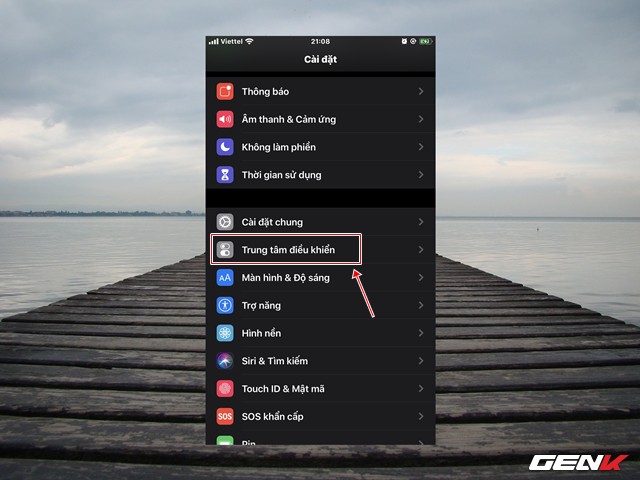 Viettel
21:08
Cài đặt
Thông báo
Âm thanh & Cảm ứng
Không làm phiền
Thời gian sử dụng
Cài đặt chung
Trung tâm điều khiển
AA
Màn hình & Độ sáng
Trợ năng
Hình nền
Siri & Tìm kiếm
Touch ID & Mật mã
SOS
SOS khẩn cấp
Pin
GENK